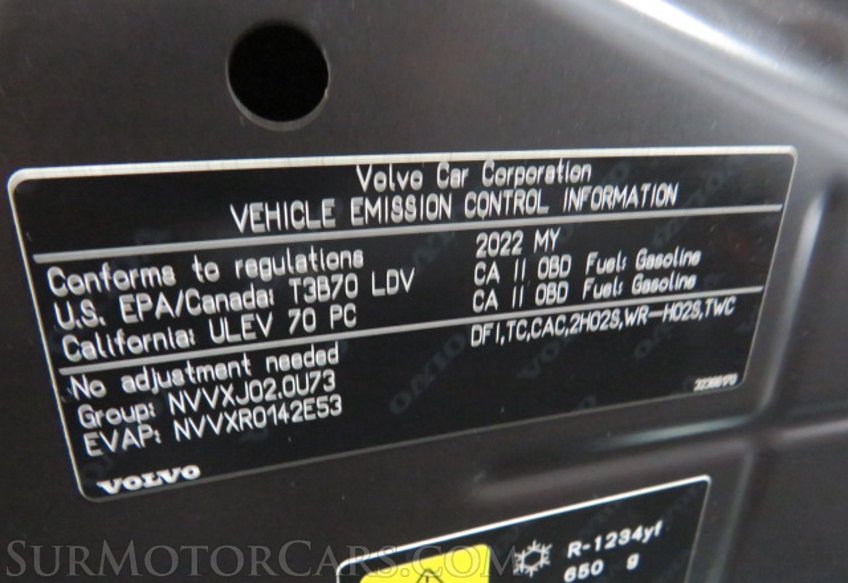 Volvo Car Corporation
VEHICLE EMISSION CONTROL INFORMATION
Conforms to regulations 2022 MY
U.S. EPA/Canada: T3B70 LDV CA II OBD Fuel: Gasoline
California: ULEV 70 PC CA II OBD Fuel: Gasoline
No adjustment needed DFI,TC,CAC,2HO2S,WR-HO2S,TWC
Group: NVVXJ02.0U73
EVAP: NVVXR0142E53
VOLVO
R-1234yf
650 g
SURMOTORCARS.COM